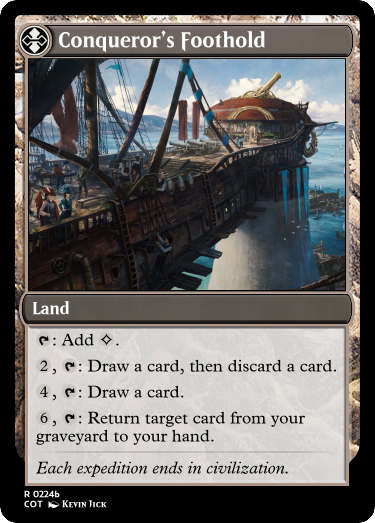 Conqueror's Foothold
Land
: Add .
2, : Draw a card, then discard a card.
4, : Draw a card.
6, : Return target card from your
graveyard to your hand.
Each expedition ends in civilization.
R 0224b
COT Kevin Jick